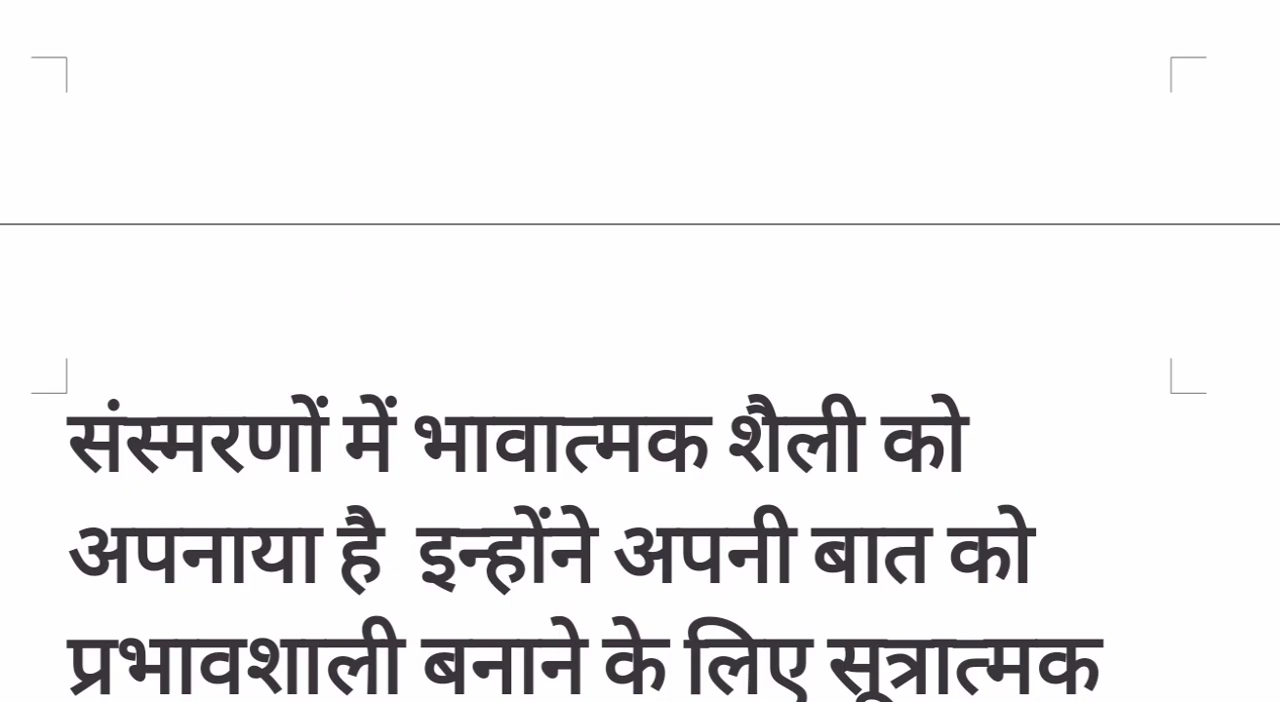 संस्मरणों में भावात्मक शैली को
अपनाया है  इन्होंने अपनी बात को
प्रभावशाली बनाने के लिए सूत्रात्मक